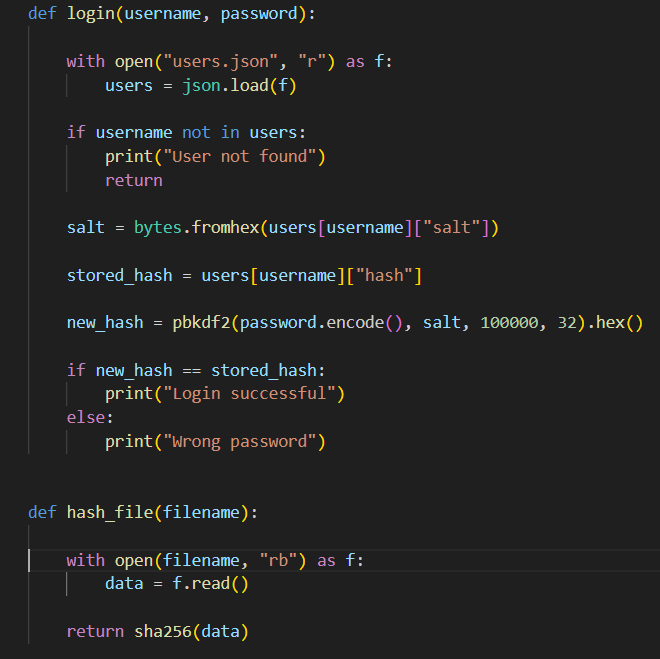 def login(username, password):
with open("users.json", "r") as f:
users = json.load(f)
if username not in users:
print("User not found")
return
salt = bytes.fromhex(users[username]["salt"])
stored_hash = users[username]["hash"]
new_hash = pbkdf2(password.encode(), salt, 100000, 32).hex()
if new_hash == stored_hash:
print("Login successful")
else:
print("Wrong password")
def hash_file(filename):
with open(filename, "rb") as f:
data = f.read()
return sha256(data)